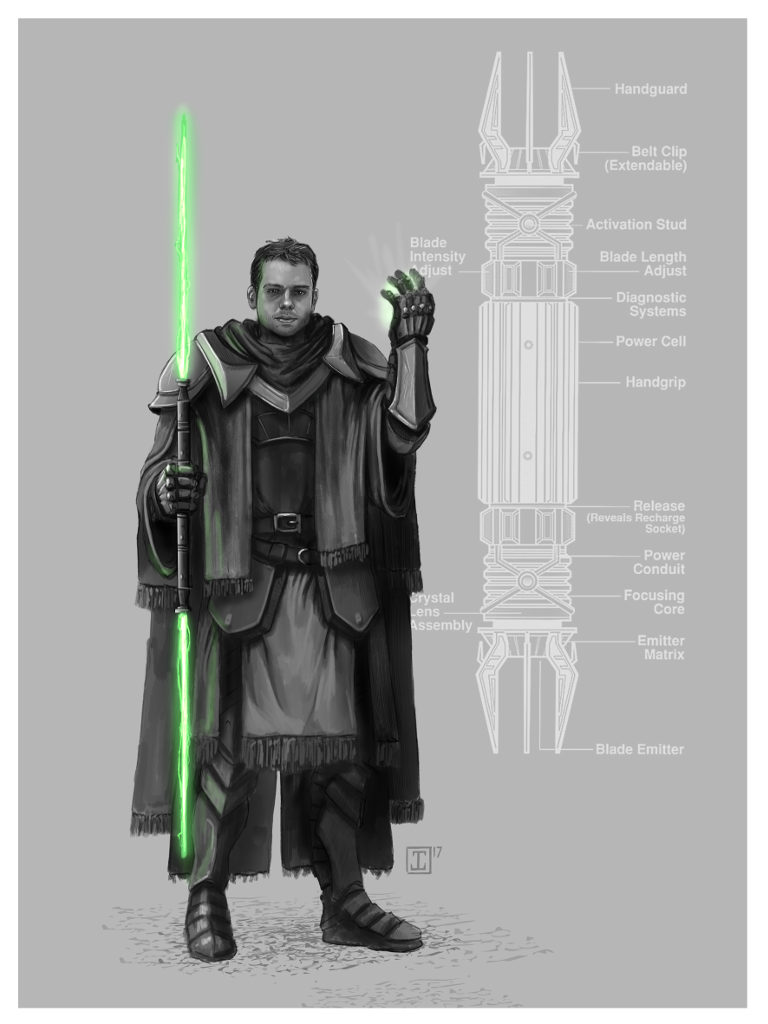 Handguard
Belt Clip
(Extendable)
Activation Stud
Blade
Intensity
Adjust
Blade Length
Adjust
Diagnostic
Systems
Power Cell
Handgrip
Release
(Reveals Recharge
Socket)
Power
Conduit
Crystal
Lens
Assembly
Focusing
Core
Emitter
Matrix
Blade Emitter
17